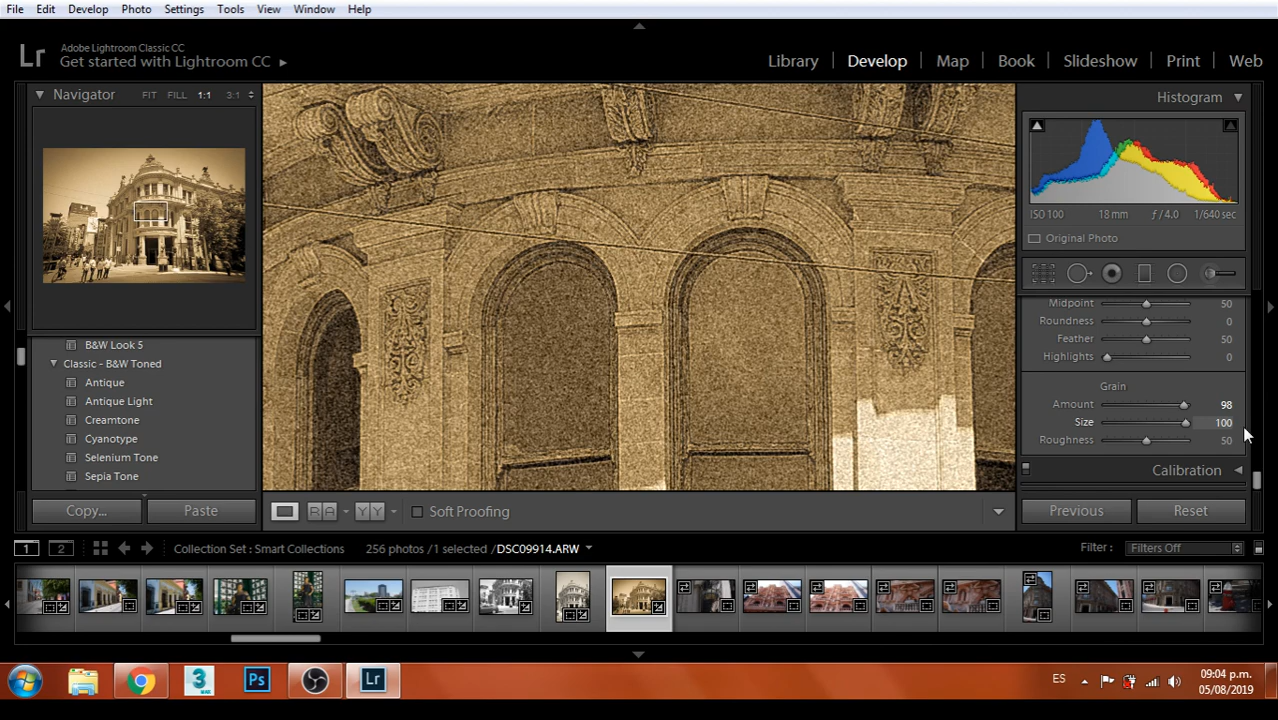 File Edit Develop Photo Settings Tools View Window Help
Lr
Adobe Lightroom Classic CC
Get started with Lightroom CC ▶
Library Develop Map Book Slideshow Print Web
Navigator FIT FILL 1:1 3:1
Histogram
ISO 100 18 mm ƒ / 4.0 1/640 sec
Original Photo
Midpoint 50
Roundness 0
Feather 50
Highlights 0
Grain
Amount 98
Size 100
Roughness 50
Calibration
B&W Look 5
Classic - B&W Toned
Antique
Antique Light
Creamtone
Cyanotype
Selenium Tone
Sepia Tone
Copy... Paste
R A Y Y Soft Proofing
Previous Reset
1 2 Collection Set : Smart Collections 256 photos / 1 selected / DSC09914.ARW
Filter : Filters Off
3 MAX Ps Lr
ES
09:04 p.m.
05/08/2019